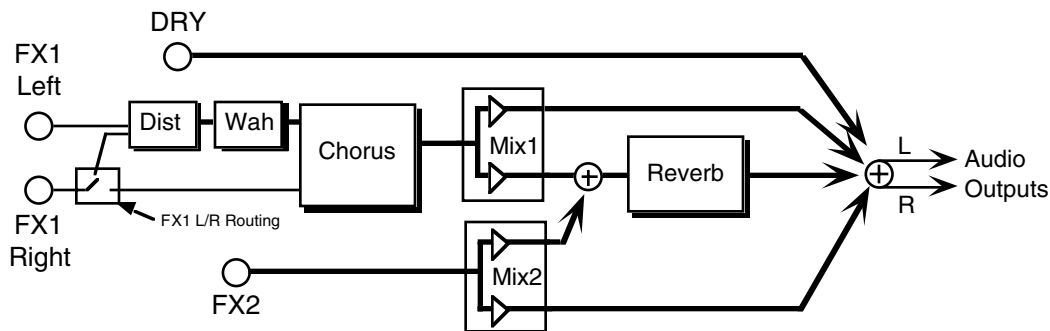 DRY
FX1
Left
Dist
Wah
Chorus
Mix1
Reverb
L
Audio
Outputs
R
FX1
Right
FX1 L/R Routing
FX2
Mix2